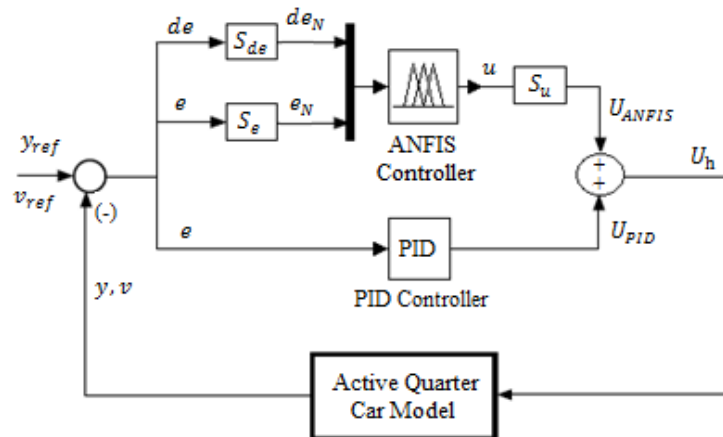 de
S_de
de_N
e
S_e
e_N
ANFIS
Controller
u
S_u
U_ANFIS
y_ref
v_ref
(-)
+
+
U_h
e
PID
PID Controller
U_PID
y, v
Active Quarter
Car Model